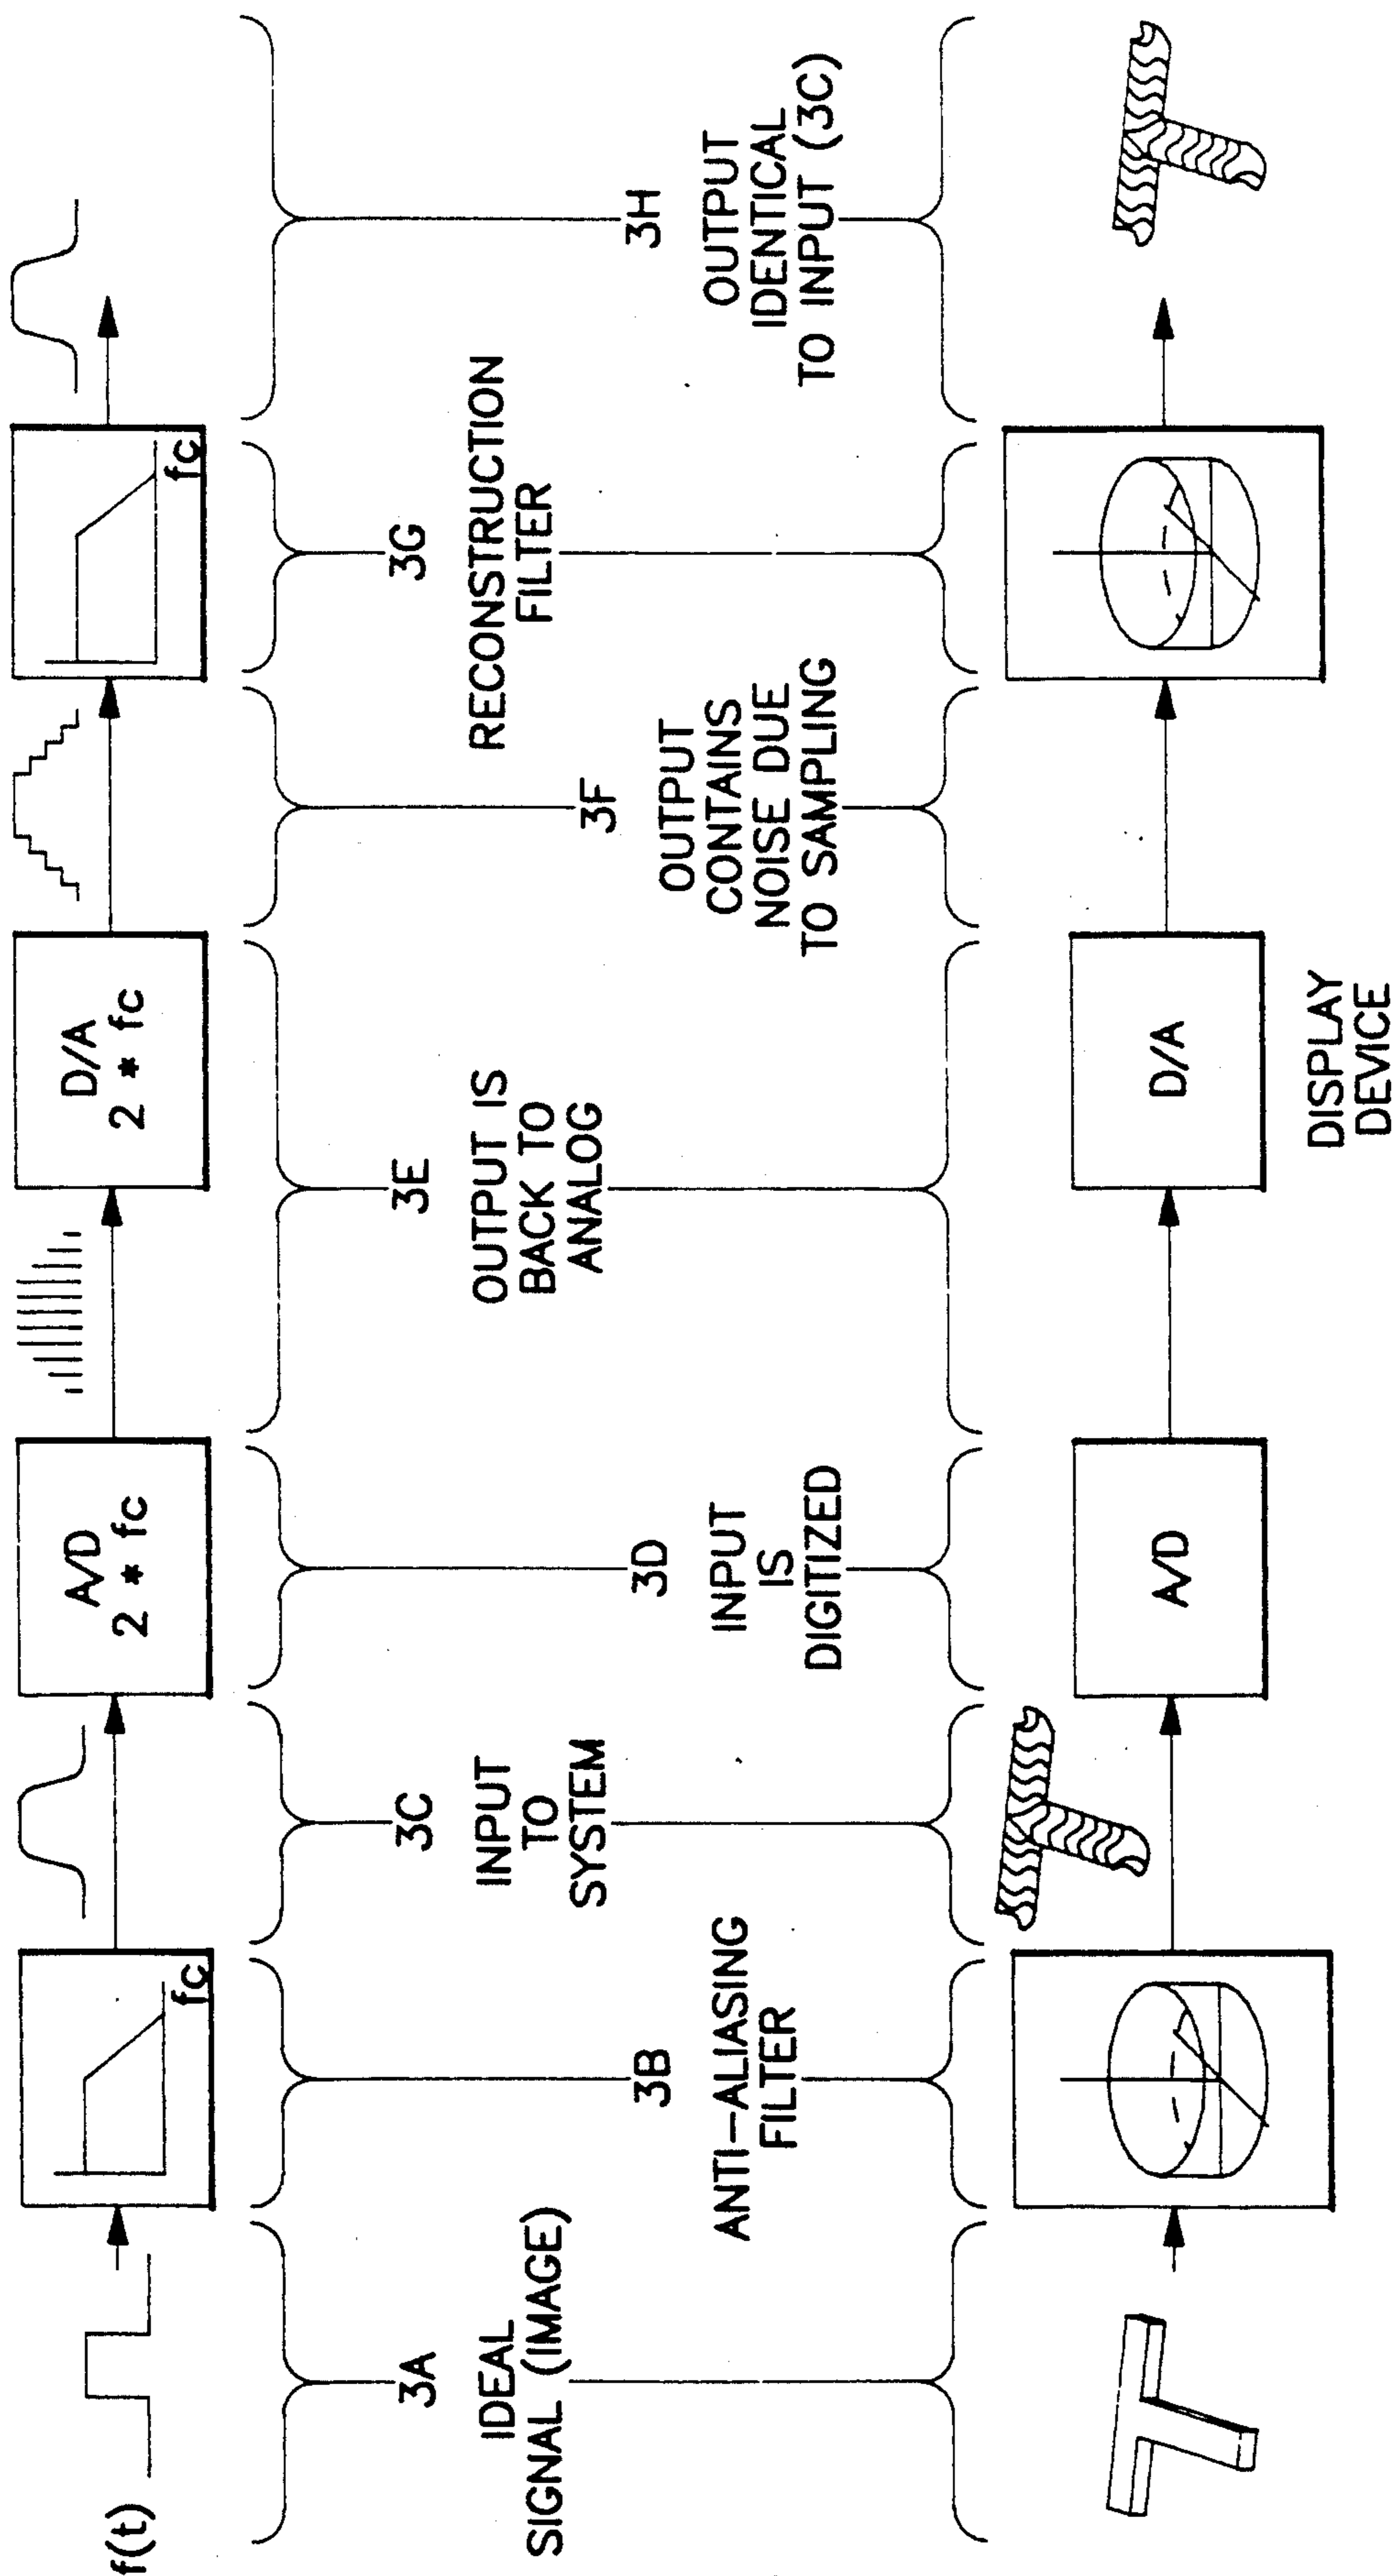 f(t)
fc
A/D
2 * fc
D/A
2 * fc
fc
3A
IDEAL
SIGNAL (IMAGE)
3B
ANTI-ALIASING
FILTER
3C
INPUT
TO
SYSTEM
3D
INPUT
IS
DIGITIZED
3E
OUTPUT IS
BACK TO
ANALOG
3F
OUTPUT
CONTAINS
NOISE DUE
TO SAMPLING
3G
RECONSTRUCTION
FILTER
3H
OUTPUT
IDENTICAL
TO INPUT (3C)
A/D
D/A
DISPLAY
DEVICE